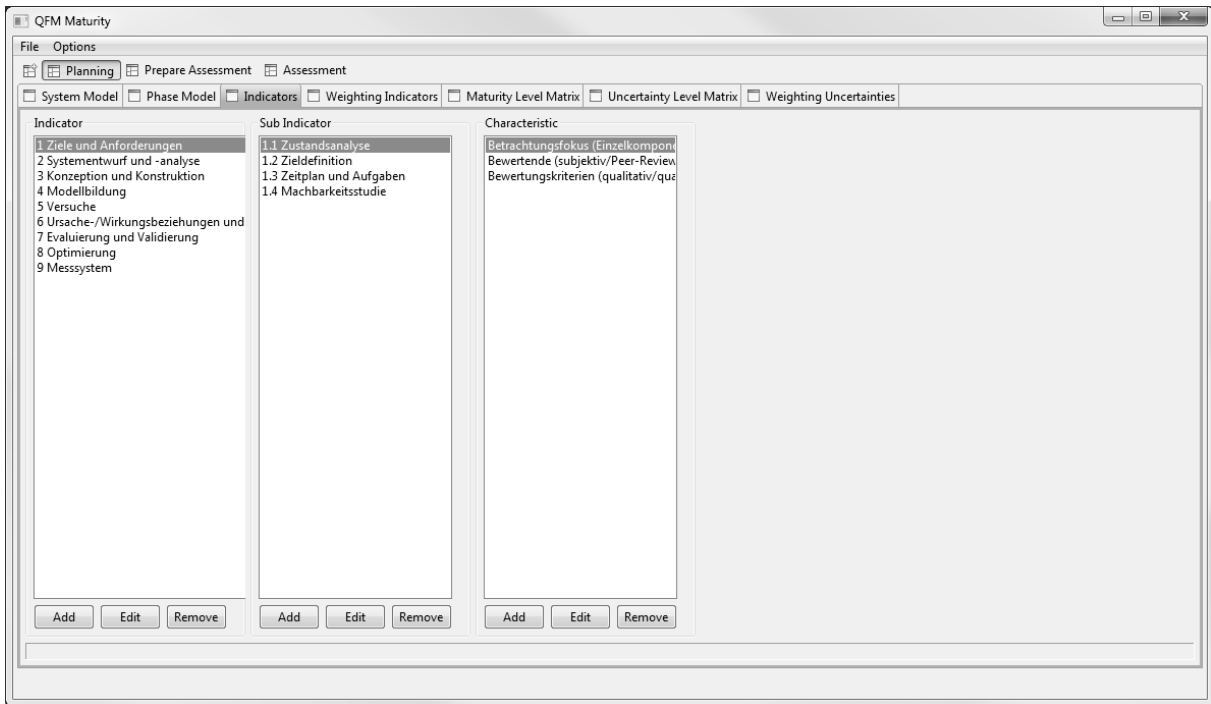 QFM Maturity
File Options
Planning Prepare Assessment Assessment
System Model Phase Model Indicators Weighting Indicators Maturity Level Matrix Uncertainty Level Matrix Weighting Uncertainties
Indicator
1 Ziele und Anforderungen
2 Systementwurf und -analyse
3 Konzeption und Konstruktion
4 Modellbildung
5 Versuche
6 Ursache-/Wirkungsbeziehungen und
7 Evaluierung und Validierung
8 Optimierung
9 Messsystem
Add Edit Remove
Sub Indicator
1.1 Zustandsanalyse
1.2 Zieldefinition
1.3 Zeitplan und Aufgaben
1.4 Machbarkeitsstudie
Add Edit Remove
Characteristic
Betrachtungsfokus (Einzelkompone
Bewertende (subjektiv/Peer-Review
Bewertungskriterien (qualitativ/qua
Add Edit Remove